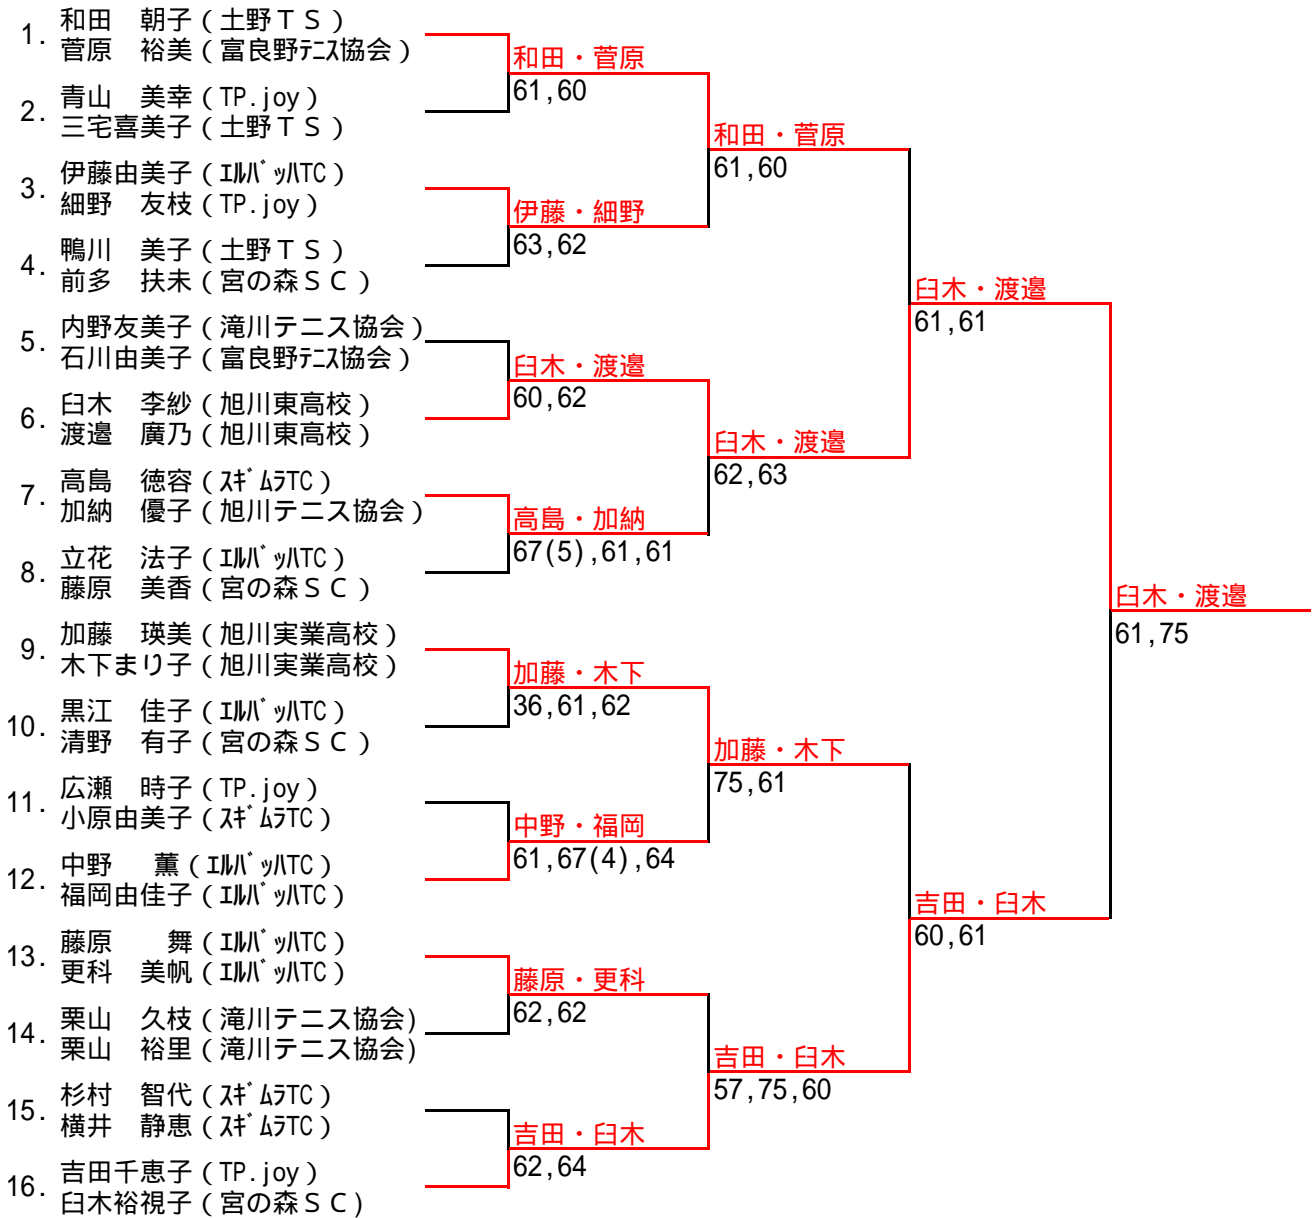 1. 和田　朝子（土野ＴＳ）
菅原　裕美（富良野ﾃﾆｽ協会）
2. 青山　美幸（TP.joy）
三宅喜美子（土野ＴＳ）
3. 伊藤由美子（ｴﾙﾊﾞｯﾊTC）
細野　友枝（TP.joy）
4. 鴨川　美子（土野ＴＳ）
前多　扶未（宮の森ＳＣ）
5. 内野友美子（滝川テニス協会）
石川由美子（富良野ﾃﾆｽ協会）
6. 臼木　李紗（旭川東高校）
渡邉　廣乃（旭川東高校）
7. 高島　徳容（ｽｷﾞﾑﾗTC）
加納　優子（旭川テニス協会）
8. 立花　法子（ｴﾙﾊﾞｯﾊTC）
藤原　美香（宮の森ＳＣ）
9. 加藤　瑛美（旭川実業高校）
木下まり子（旭川実業高校）
10. 黒江　佳子（ｴﾙﾊﾞｯﾊTC）
清野　有子（宮の森ＳＣ）
11. 広瀬　時子（TP.joy）
小原由美子（ｽｷﾞﾑﾗTC）
12. 中野　薫（ｴﾙﾊﾞｯﾊTC）
福岡由佳子（ｴﾙﾊﾞｯﾊTC）
13. 藤原　舞（ｴﾙﾊﾞｯﾊTC）
更科　美帆（ｴﾙﾊﾞｯﾊTC）
14. 栗山　久枝（滝川テニス協会)
栗山　裕里（滝川テニス協会)
15. 杉村　智代（ｽｷﾞﾑﾗTC）
横井　静恵（ｽｷﾞﾑﾗTC）
16. 吉田千恵子（TP.joy）
臼木裕視子（宮の森ＳＣ)
和田・菅原
61,60
伊藤・細野
63,62
臼木・渡邉
60,62
高島・加納
67(5),61,61
加藤・木下
36,61,62
中野・福岡
61,67(4),64
藤原・更科
62,62
吉田・臼木
62,64
和田・菅原
61,60
臼木・渡邉
62,63
加藤・木下
75,61
吉田・臼木
57,75,60
臼木・渡邉
61,61
吉田・臼木
60,61
臼木・渡邉
61,75